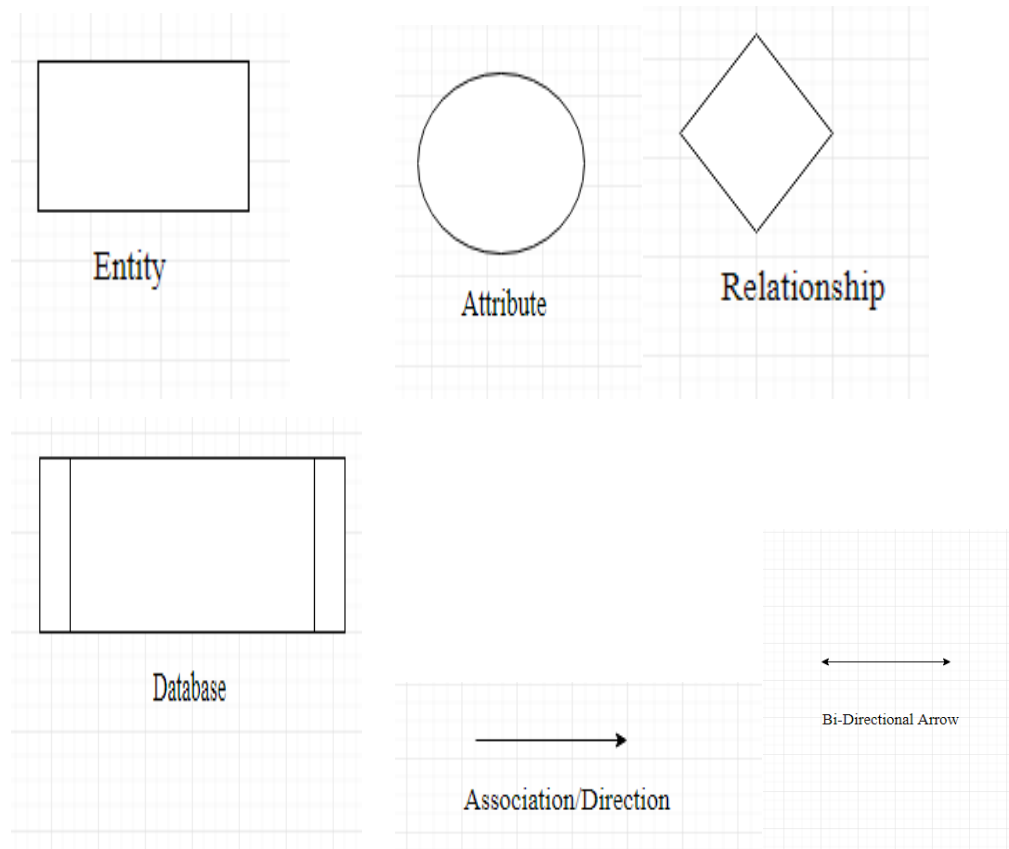 Entity
Attribute
Relationship
Database
Association/Direction
Bi-Directional Arrow